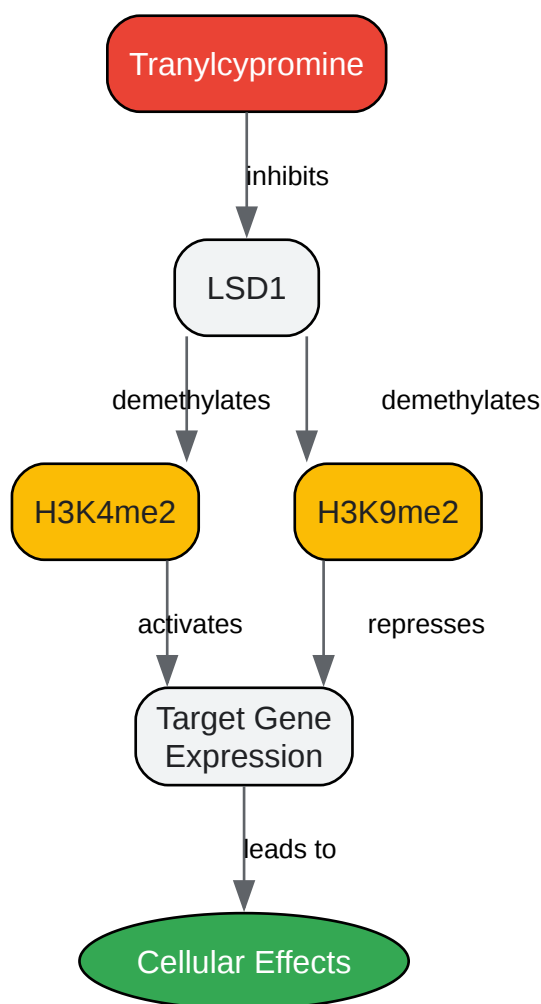 Tranylcypromine
inhibits
LSD1
demethylates
demethylates
H3K4me2
H3K9me2
activates
represses
Target Gene
Expression
leads to
Cellular Effects